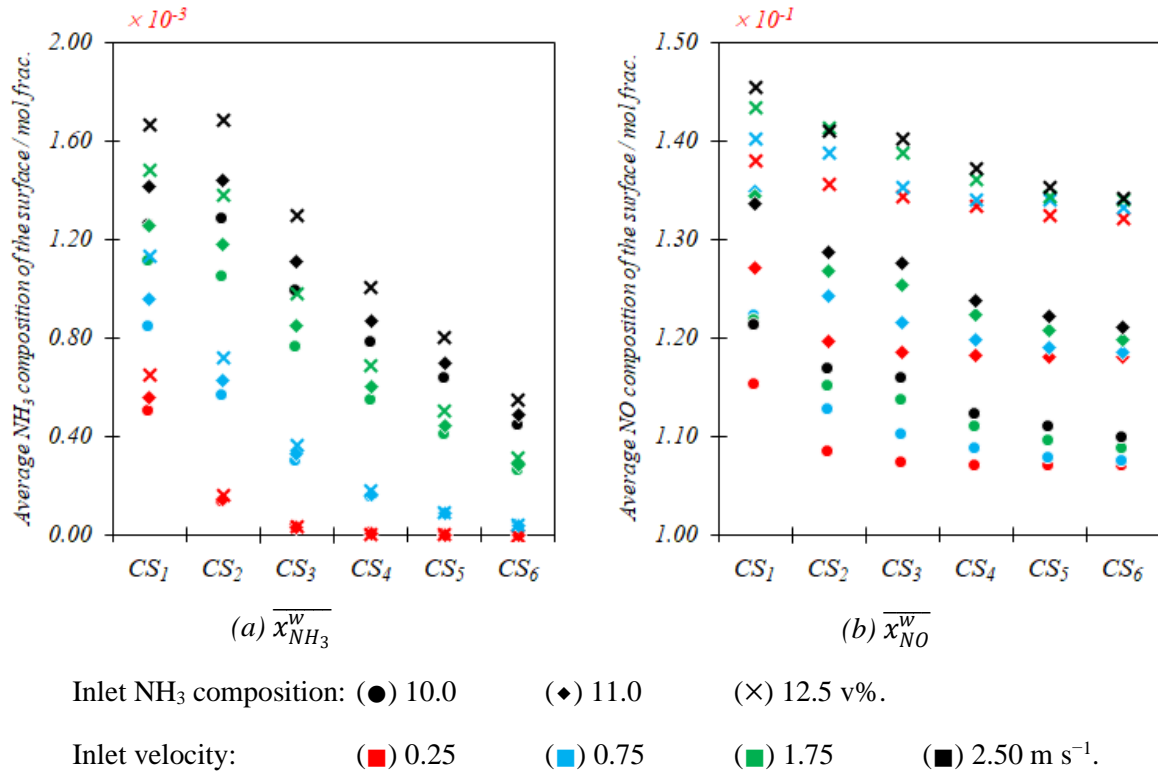 × 10⁻³
× 10⁻¹
Average NH₃ composition of the surface / mol frac.
2.00
1.60
1.20
0.80
0.40
0.00
CS₁ CS₂ CS₃ CS₄ CS₅ CS₆
(a) x̅ʷ_NH₃
Average NO composition of the surface / mol frac.
1.50
1.40
1.30
1.20
1.10
1.00
CS₁ CS₂ CS₃ CS₄ CS₅ CS₆
(b) x̅ʷ_NO
Inlet NH₃ composition: (●) 10.0 (◆) 11.0 (×) 12.5 v%.
Inlet velocity: (■) 0.25 (■) 0.75 (■) 1.75 (■) 2.50 m s⁻¹.